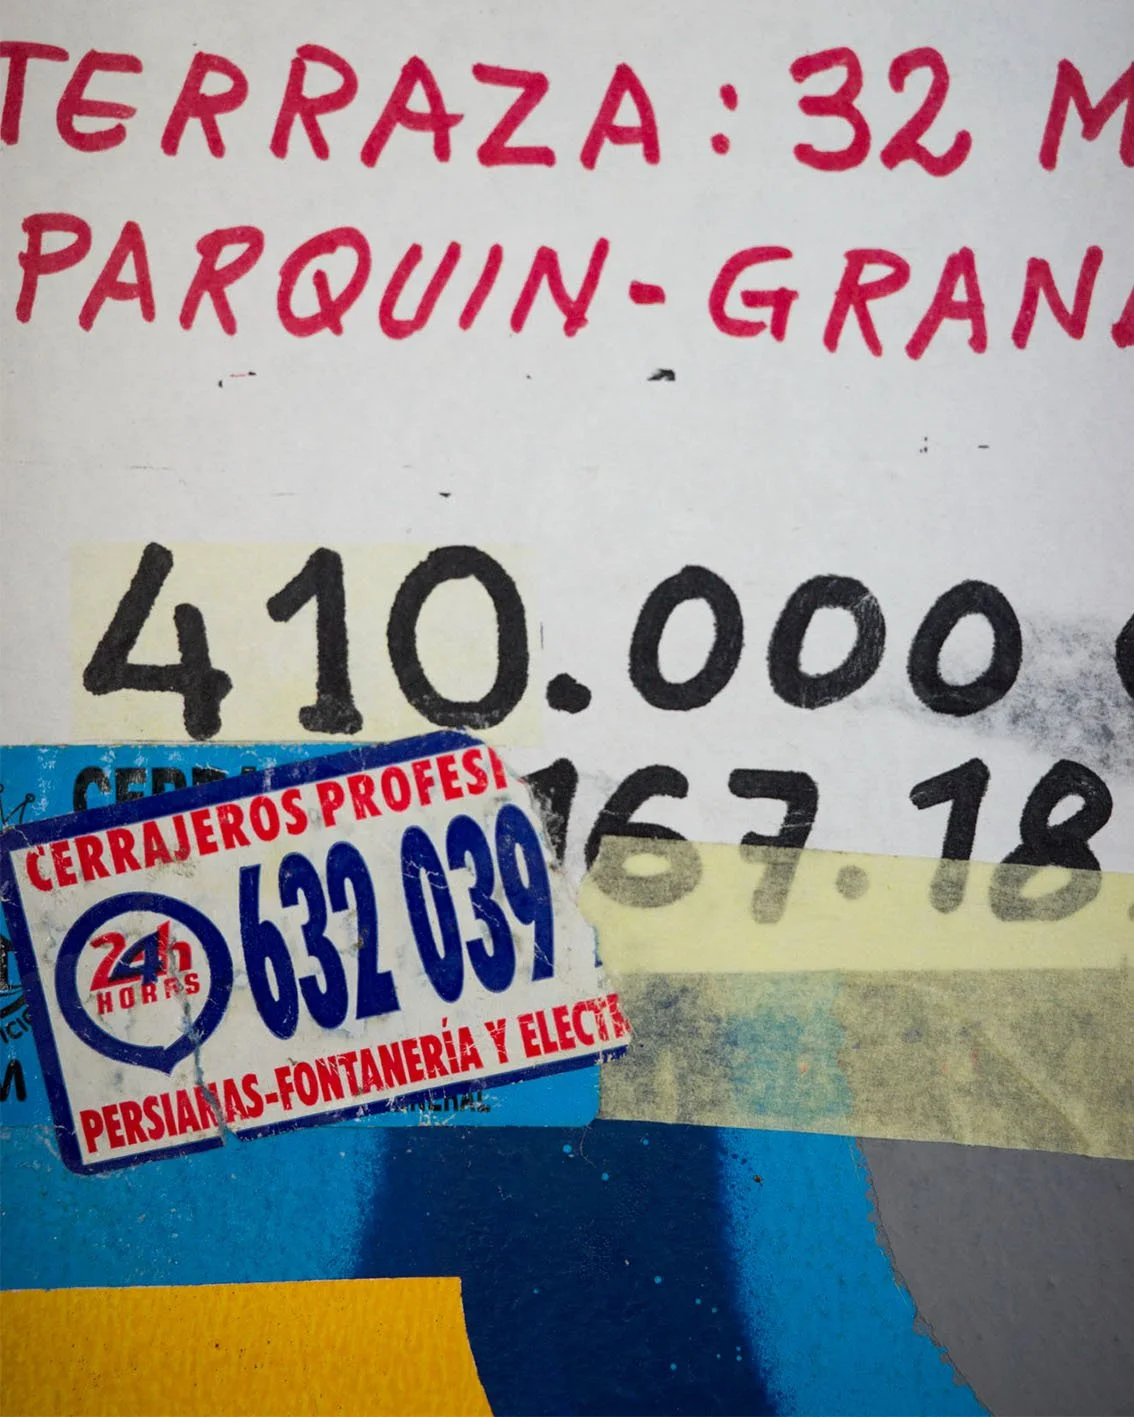 TERRAZA: 32 M
PARQUIN-GRAN
410.000
167.18
CERRAJEROS PROFESI
24h
HORAS
632 039
PERSIANAS-FONTANERÍA Y ELECTR